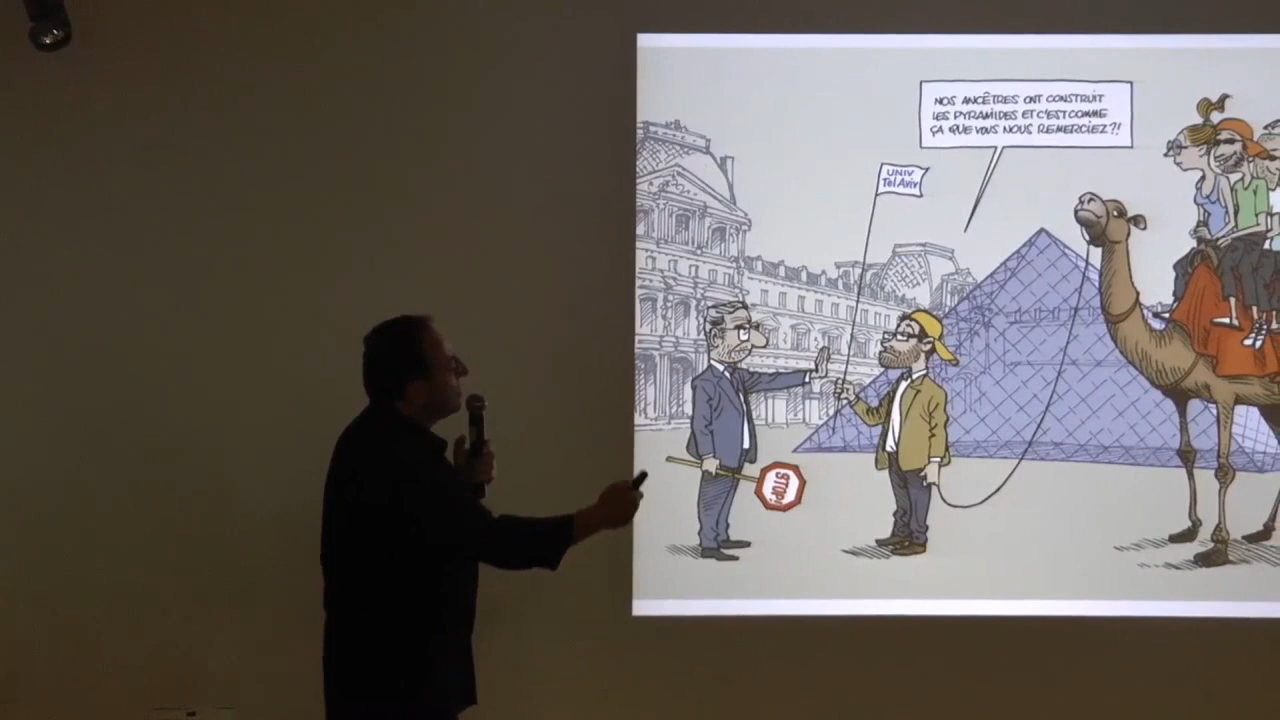 NOS ANCÊTRES ONT CONSTRUIT
LES PYRAMIDES ET C'EST COMME
ÇA QUE VOUS NOUS REMERCIEZ?!
UNIV
Tel Aviv
STOP!